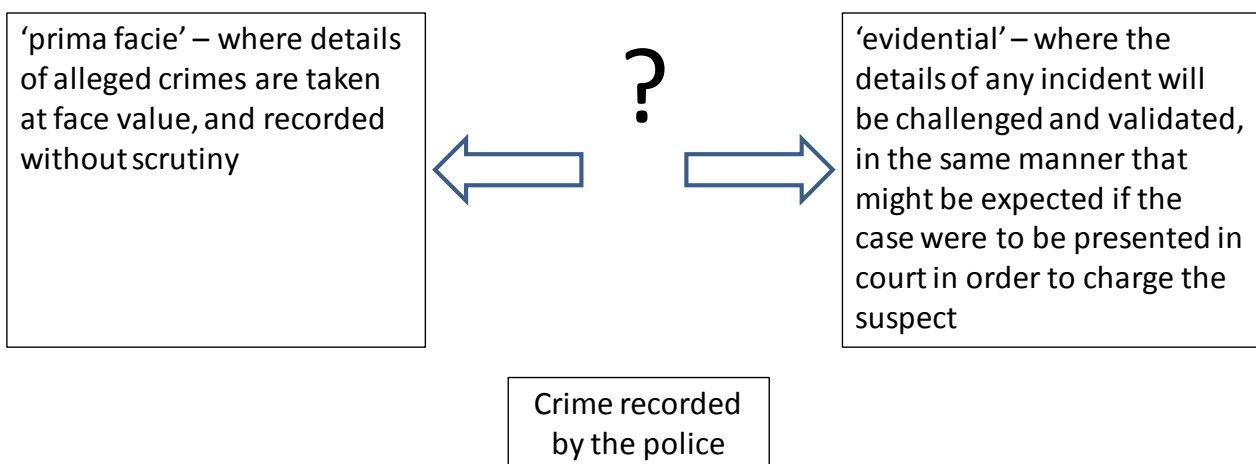 ‘prima facie’ – where details
of alleged crimes are taken
at face value, and recorded
without scrutiny
?
‘evidential’ – where the
details of any incident will
be challenged and validated,
in the same manner that
might be expected if the
case were to be presented in
court in order to charge the
suspect
Crime recorded
by the police